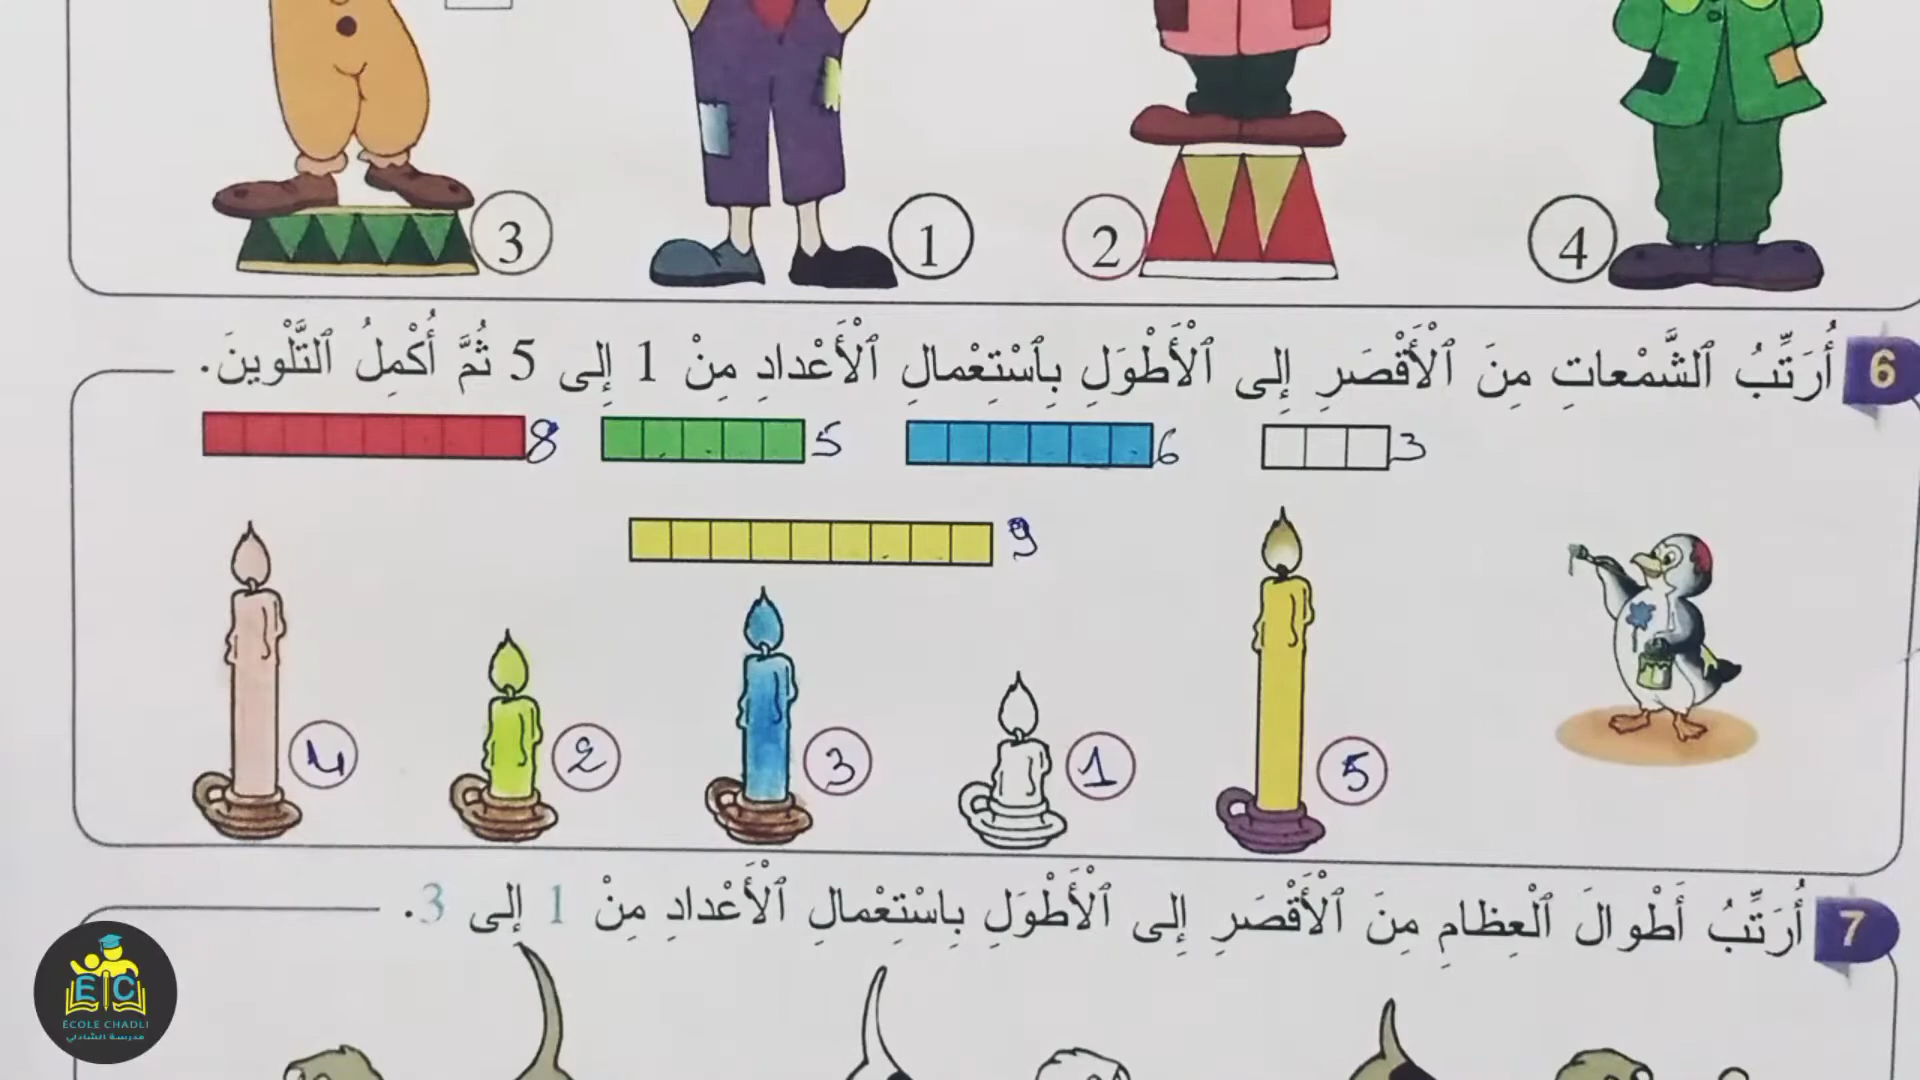 3 1 2 4
6 أُرَتِّبُ ٱلشَّمْعاتِ مِنَ ٱلْأَقْصَرِ إِلى ٱلْأَطْوَلِ بِٱسْتِعْمالِ ٱلْأَعْدادِ مِنْ 1 إِلى 5 ثُمَّ أُكْمِلُ ٱلتَّلْوينَ.
8 5 6 3
9
4 2 3 1 5
7 أُرَتِّبُ أَطْوالَ ٱلْعِظامِ مِنَ ٱلْأَقْصَرِ إِلى ٱلْأَطْوَلِ بِاسْتِعْمالِ ٱلْأَعْدادِ مِنْ 1 إِلى 3.
E C
ÉCOLE CHADLI
مدرسة الشاذلي